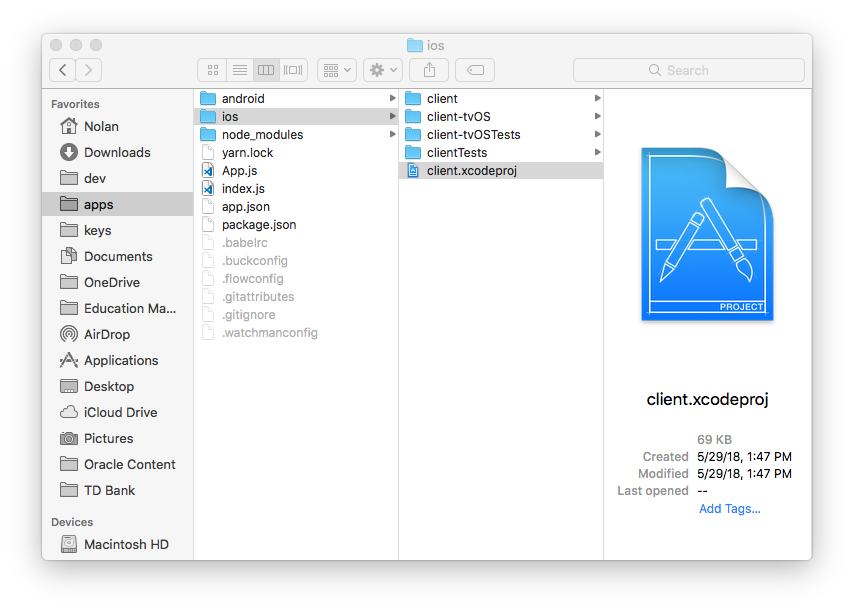 ios
Search
Favorites
Nolan
Downloads
dev
apps
keys
Documents
OneDrive
Education Ma...
AirDrop
Applications
Desktop
iCloud Drive
Pictures
Oracle Content
TD Bank
Devices
Macintosh HD
android
ios
node_modules
yarn.lock
App.js
index.js
app.json
package.json
.babelrc
.buckconfig
.flowconfig
.gitattributes
.gitignore
.watchmanconfig
client
client-tvOS
client-tvOSTests
clientTests
client.xcodeproj
PROJECT
client.xcodeproj
69 KB
Created 5/29/18, 1:47 PM
Modified 5/29/18, 1:47 PM
Last opened --
Add Tags...